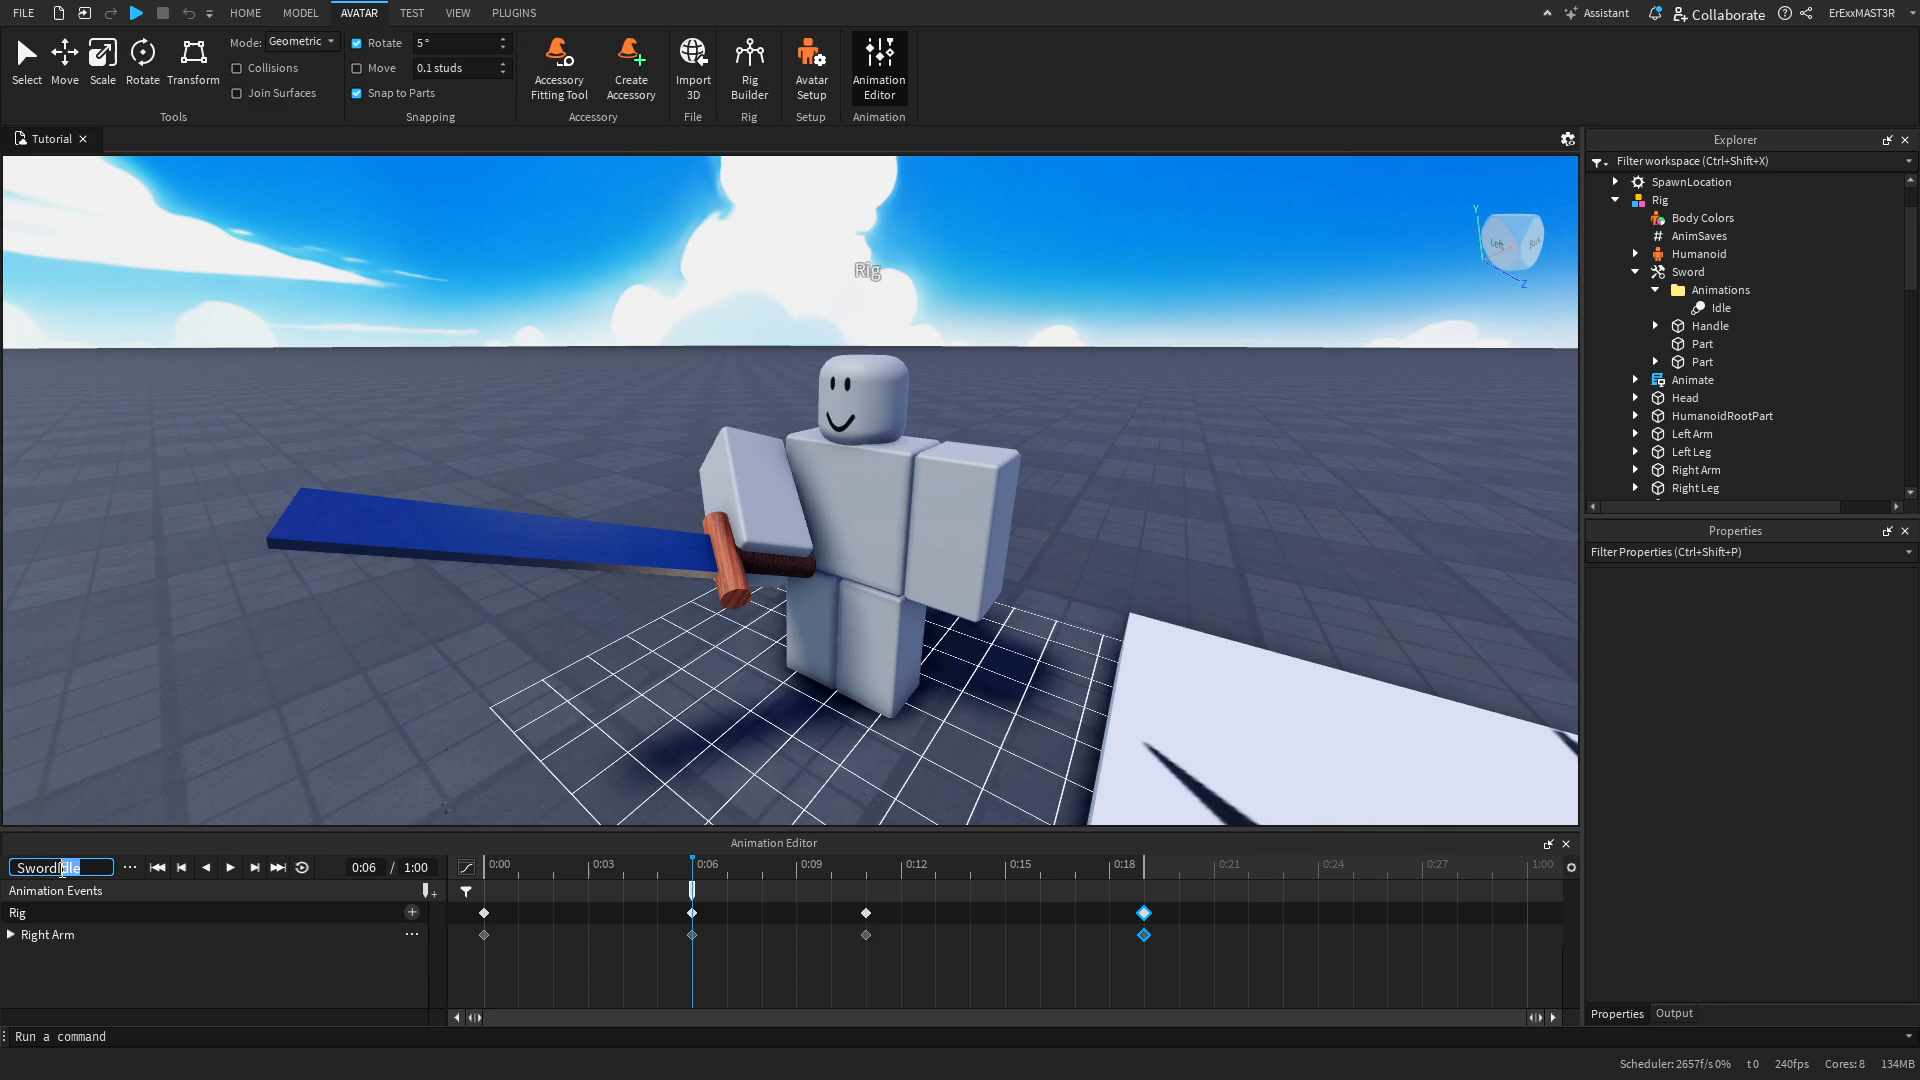 FILE
HOME
MODEL
AVATAR
TEST
VIEW
PLUGINS
Assistant
Collaborate
ErExxMAST3R
Select
Move
Scale
Rotate
Transform
Mode: Geometric
Collisions
Join Surfaces
Tools
Rotate 5°
Move 0.1 studs
Snap to Parts
Snapping
Accessory Fitting Tool
Create Accessory
Accessory
Import 3D
File
Rig Builder
Rig
Avatar Setup
Setup
Animation Editor
Animation
Tutorial
Rig
Y
Left
Z
Explorer
Filter workspace (Ctrl+Shift+X)
SpawnLocation
Rig
Body Colors
AnimSaves
Humanoid
Sword
Animations
Idle
Handle
Part
Part
Animate
Head
HumanoidRootPart
Left Arm
Left Leg
Right Arm
Right Leg
Properties
Filter Properties (Ctrl+Shift+P)
Properties
Output
Animation Editor
SwordIdle
0:06 / 1:00
0:00 0:03 0:06 0:09 0:12 0:15 0:18 0:21 0:24 0:27 1:00
Animation Events
Rig
Right Arm
Run a command
Scheduler: 2657f/s 0% t 0 240fps Cores: 8 134MB